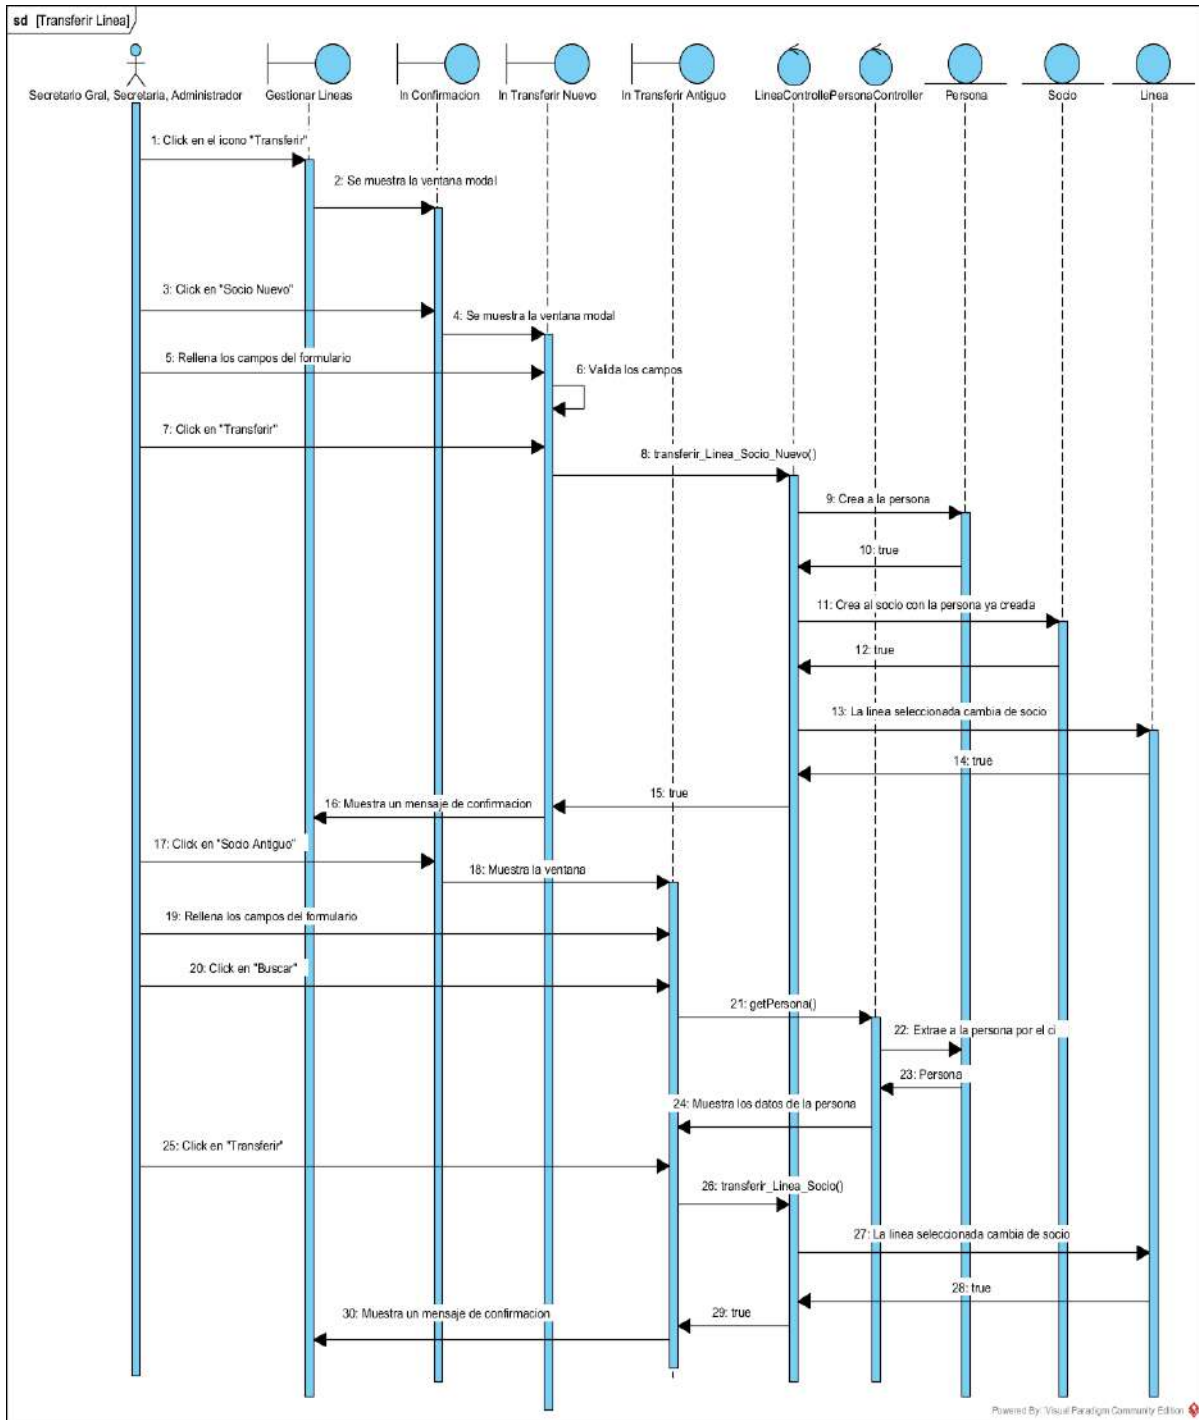 sd [Transferir Linea]
Secretario Gral, Secretaria, Administrador
Gestionar Lineas
In Confirmacion
In Transferir Nuevo
In Transferir Antiguo
LineaController
PersonaController
Persona
Socio
Linea
1: Click en el icono "Transferir"
2: Se muestra la ventana modal
3: Click en "Socio Nuevo"
4: Se muestra la ventana modal
5: Rellena los campos del formulario
6: Valida los campos
7: Click en "Transferir"
8: transferir_Linea_Socio_Nuevo()
9: Crea a la persona
10: true
11: Crea al socio con la persona ya creada
12: true
13: La linea seleccionada cambia de socio
14: true
15: true
16: Muestra un mensaje de confirmacion
17: Click en "Socio Antiguo"
18: Muestra la ventana
19: Rellena los campos del formulario
20: Click en "Buscar"
21: getPersona()
22: Extrae a la persona por el ci
23: Persona
24: Muestra los datos de la persona
25: Click en "Transferir"
26: transferir_Linea_Socio()
27: La linea seleccionada cambia de socio
28: true
29: true
30: Muestra un mensaje de confirmacion
Powered By: Visual Paradigm Community Edition